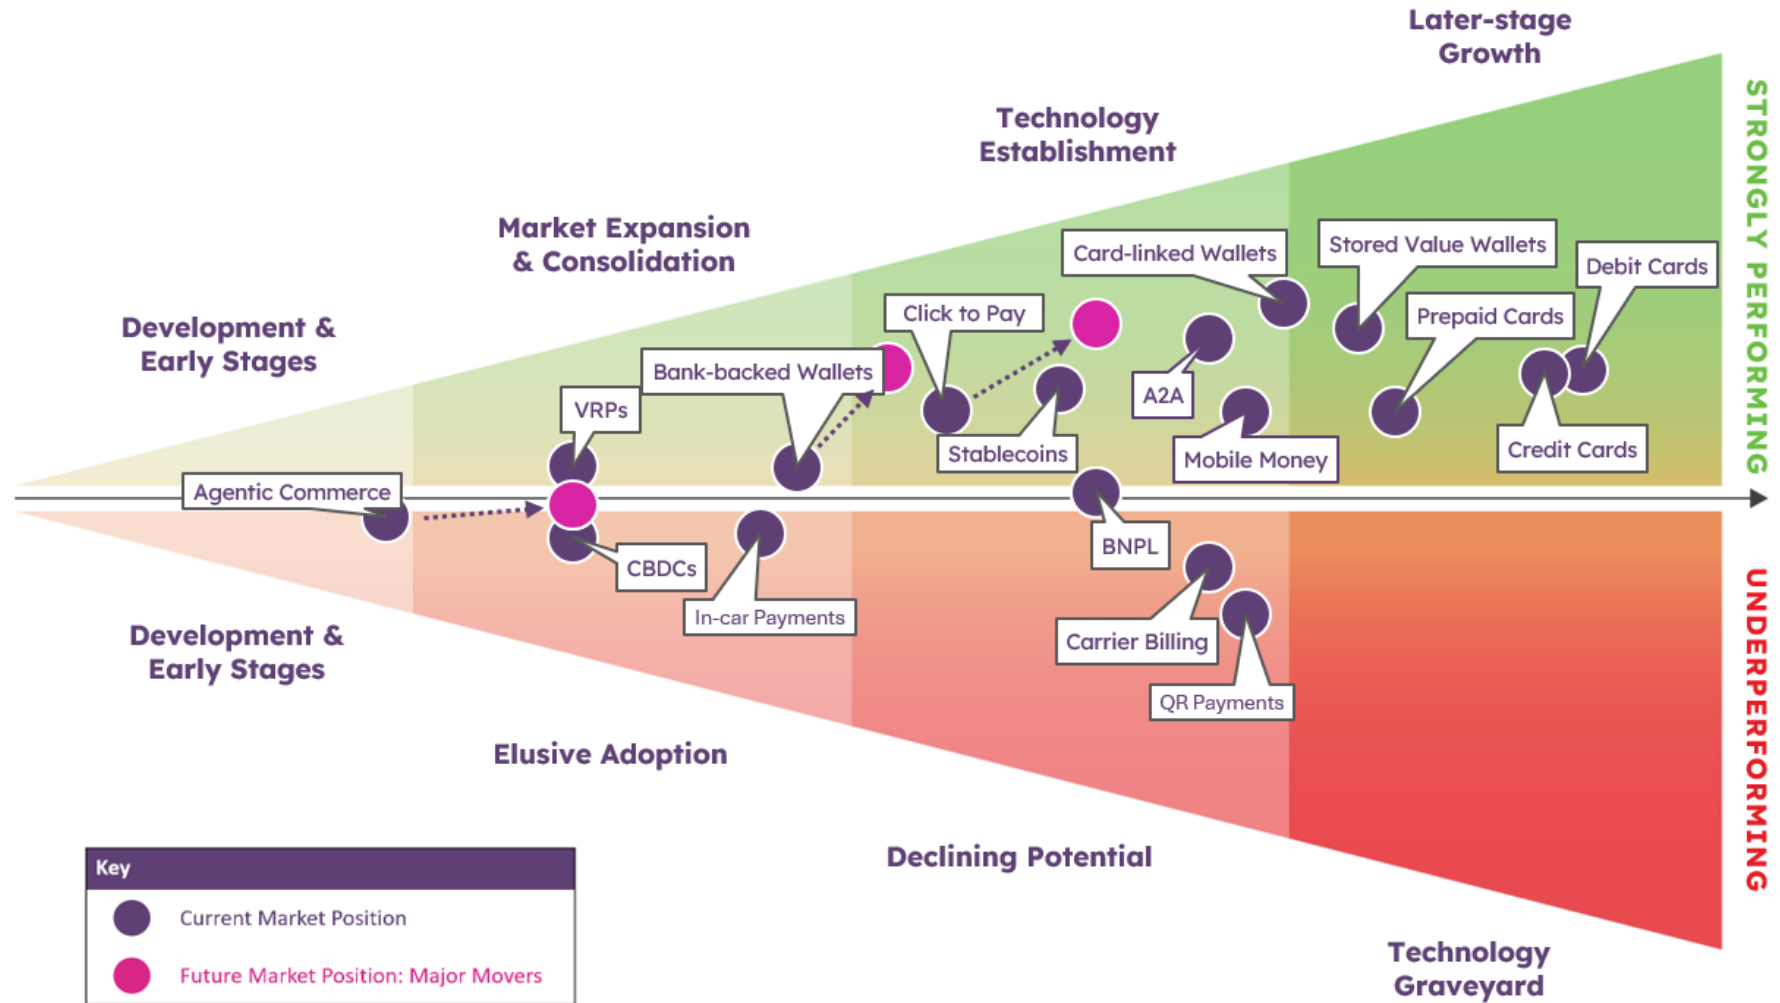 Later-stage
Growth
Technology
Establishment
Market Expansion
& Consolidation
Development &
Early Stages
STRONGLY PERFORMING
Card-linked Wallets
Stored Value Wallets
Debit Cards
Click to Pay
Prepaid Cards
Bank-backed Wallets
VRPs
A2A
Stablecoins
Mobile Money
Credit Cards
Agentic Commerce
BNPL
CBDCs
In-car Payments
Carrier Billing
QR Payments
UNDERPERFORMING
Development &
Early Stages
Elusive Adoption
Declining Potential
Technology
Graveyard
Key
Current Market Position
Future Market Position: Major Movers